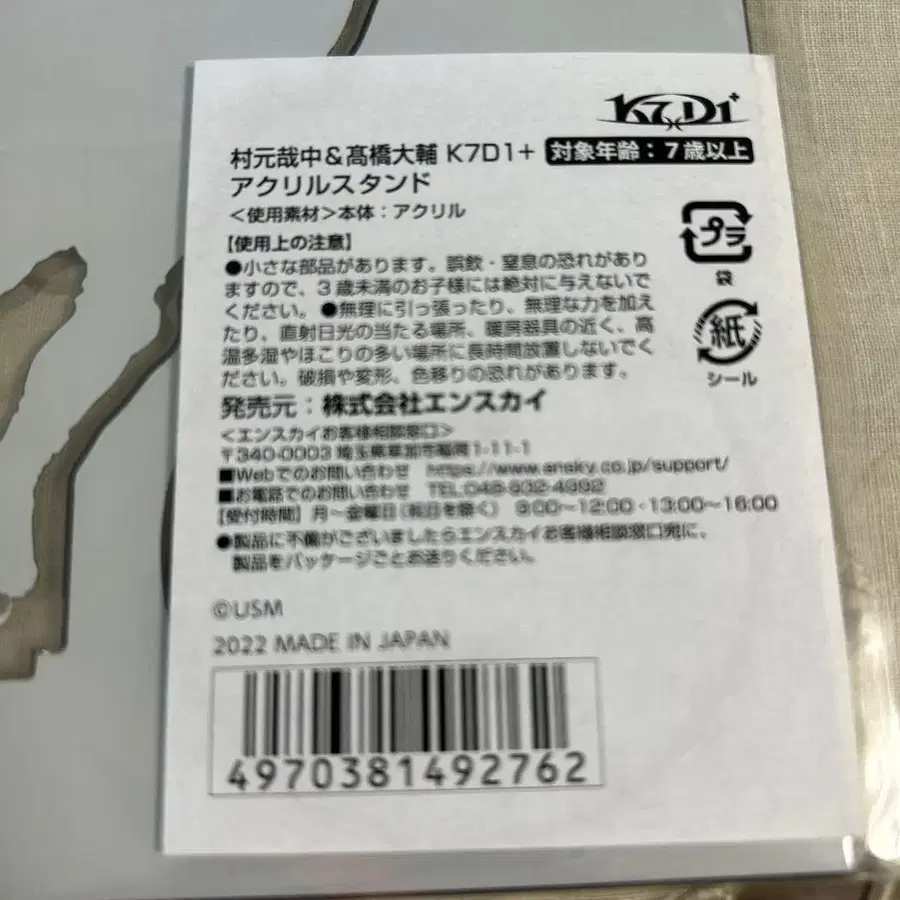 K7D1+
村元哉中&髙橋大輔 K7D1+ 対象年齢：7歳以上
アクリルスタンド
＜使用素材＞本体：アクリル
プラ
袋
【使用上の注意】
●小さな部品があります。誤飲・窒息の恐れがあり
ますので、3歳未満のお子様には絶対に与えないで
ください。●無理に引っ張ったり、無理な力を加え
たり、直射日光の当たる場所、暖房器具の近く、高
温多湿やほこりの多い場所に長時間放置しないでく
ださい。破損や変形、色移りの恐れがあります。
紙
シール
発売元：株式会社エンスカイ
＜エンスカイお客様相談窓口＞
〒340-0003 埼玉県草加市稲荷1-11-1
■Webでのお問い合わせ https://www.ensky.co.jp/support/
■お電話でのお問い合わせ TEL.048-932-4992
【受付時間】月～金曜日(祝日を除く) 9:00～12:00・13:00～16:00
●製品に不備がございましたらエンスカイお客様相談窓口宛に、
製品をパッケージごとお送りください。
©USM
2022 MADE IN JAPAN
4970381492762